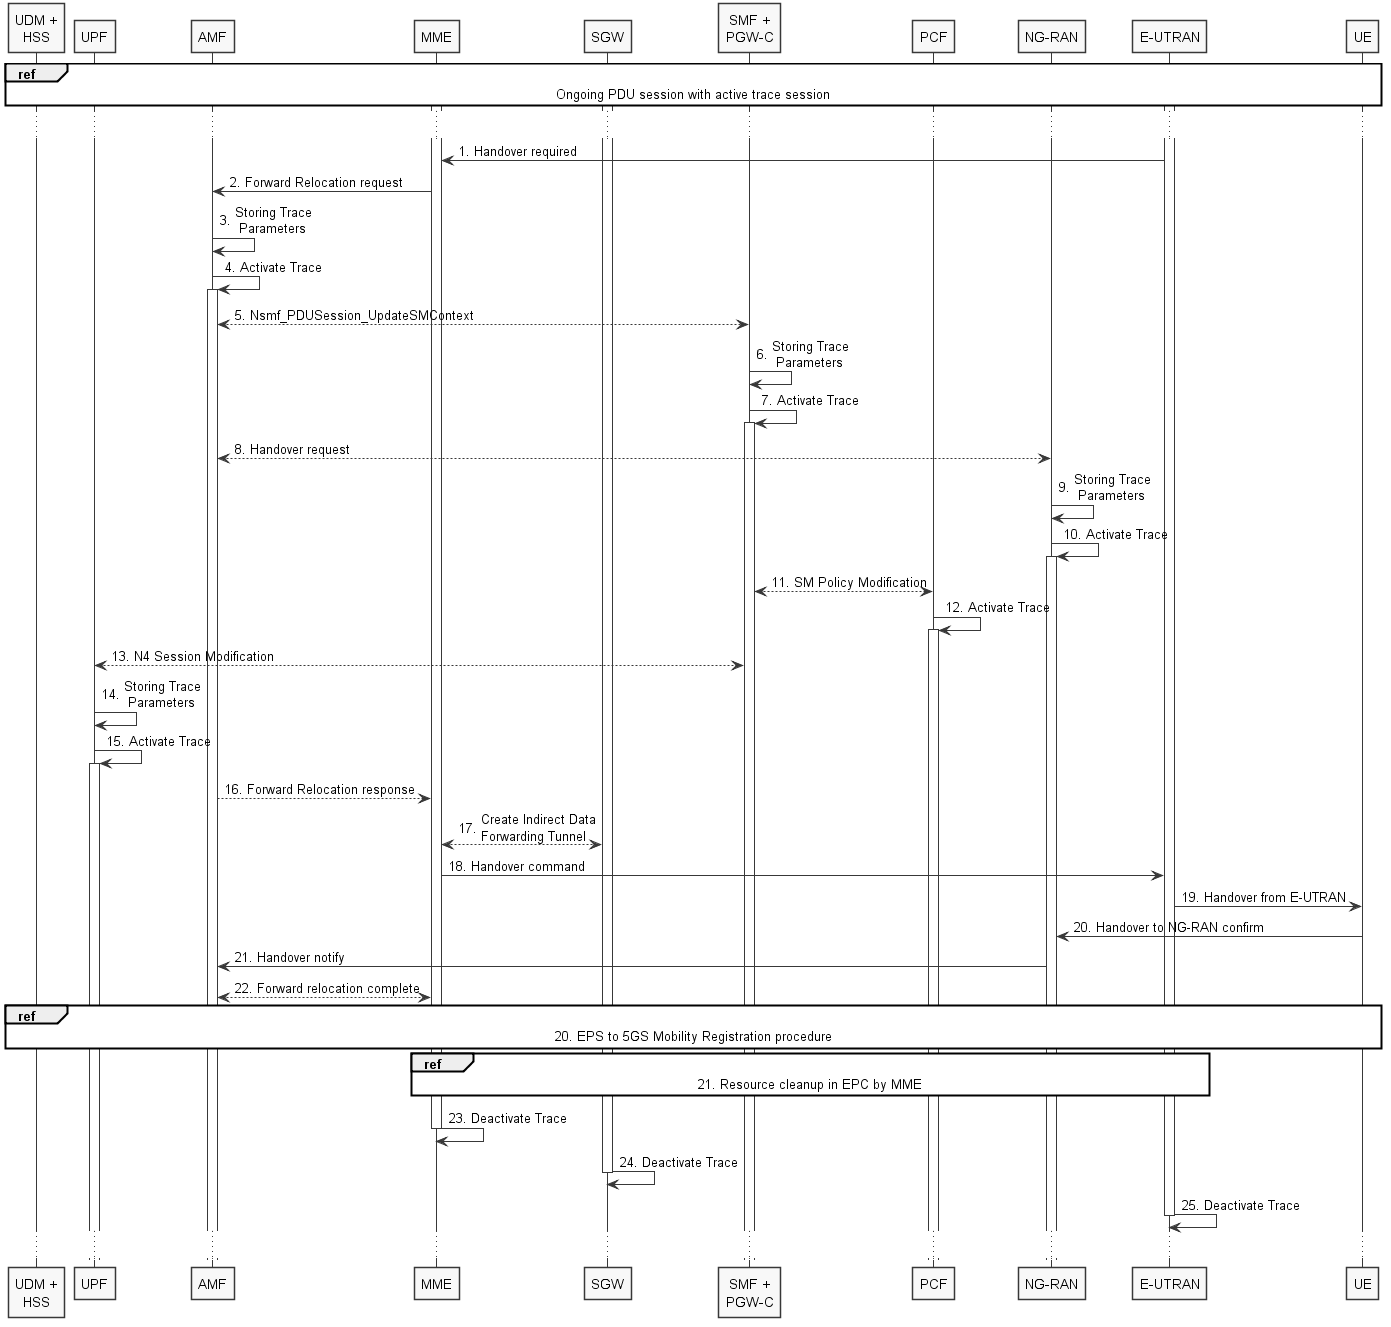 UDM +
HSS
UPF
AMF
MME
SGW
SMF +
PGW-C
PCF
NG-RAN
E-UTRAN
UE
ref
Ongoing PDU session with active trace session
1. Handover required
2. Forward Relocation request
3. Storing Trace
Parameters
4. Activate Trace
5. Nsmf_PDUSession_UpdateSMContext
6. Storing Trace
Parameters
7. Activate Trace
8. Handover request
9. Storing Trace
Parameters
10. Activate Trace
11. SM Policy Modification
12. Activate Trace
13. N4 Session Modification
14. Storing Trace
Parameters
15. Activate Trace
16. Forward Relocation response
17. Create Indirect Data
Forwarding Tunnel
18. Handover command
19. Handover from E-UTRAN
20. Handover to NG-RAN confirm
21. Handover notify
22. Forward relocation complete
ref
20. EPS to 5GS Mobility Registration procedure
ref
21. Resource cleanup in EPC by MME
23. Deactivate Trace
24. Deactivate Trace
25. Deactivate Trace
UDM +
HSS
UPF
AMF
MME
SGW
SMF +
PGW-C
PCF
NG-RAN
E-UTRAN
UE